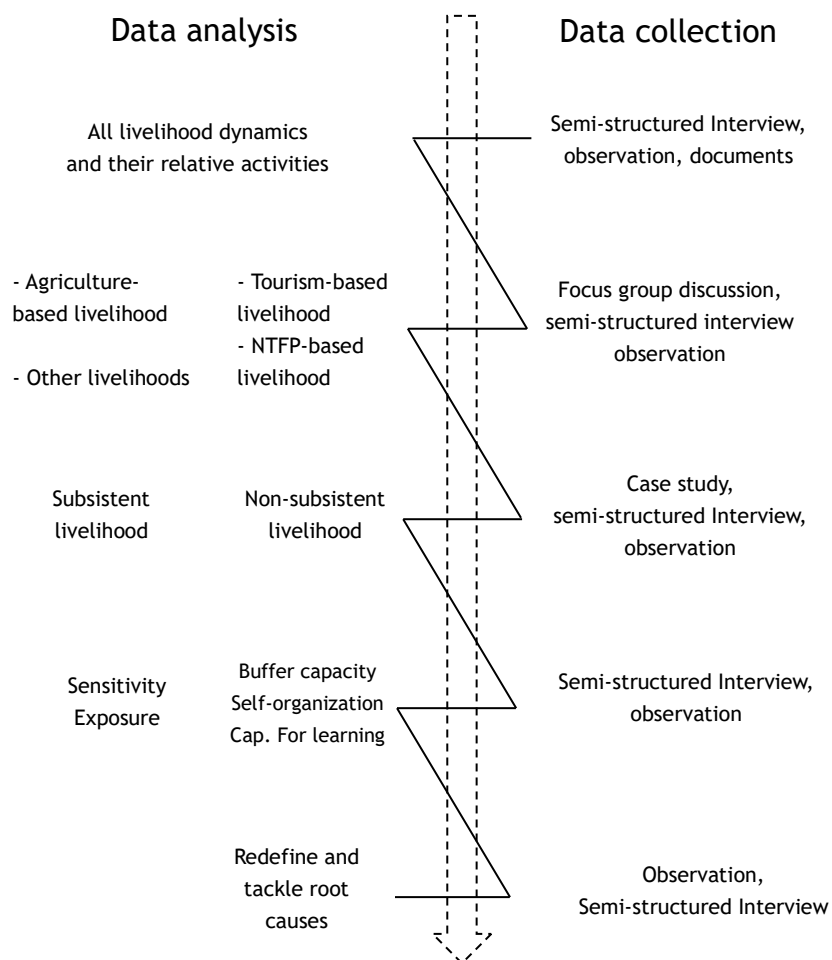 Data analysis
Data collection
All livelihood dynamics
and their relative activities
Semi-structured Interview,
observation, documents
- Agriculture-
based livelihood
- Other livelihoods
- Tourism-based
livelihood
- NTFP-based
livelihood
Focus group discussion,
semi-structured interview
observation
Subsistent
livelihood
Non-subsistent
livelihood
Case study,
semi-structured Interview,
observation
Sensitivity
Exposure
Buffer capacity
Self-organization
Cap. For learning
Semi-structured Interview,
observation
Redefine and
tackle root
causes
Observation,
Semi-structured Interview